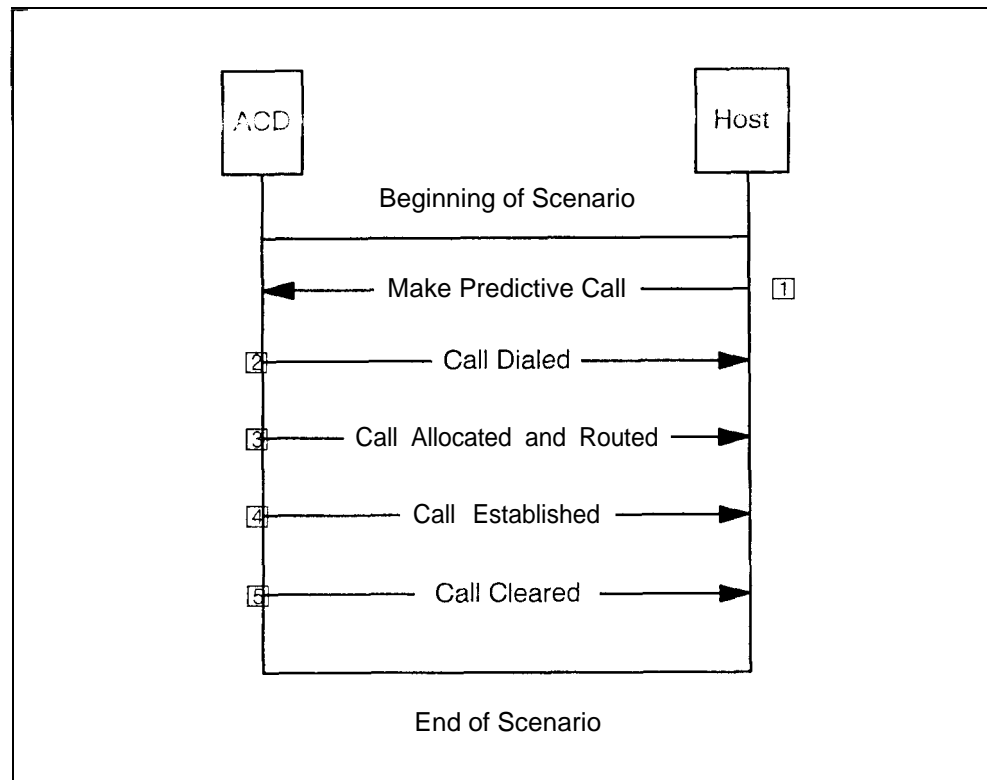 ACD
Host
Beginning of Scenario
Make Predictive Call
1
2
Call Dialed
3
Call Allocated and Routed
4
Call Established
5
Call Cleared
End of Scenario